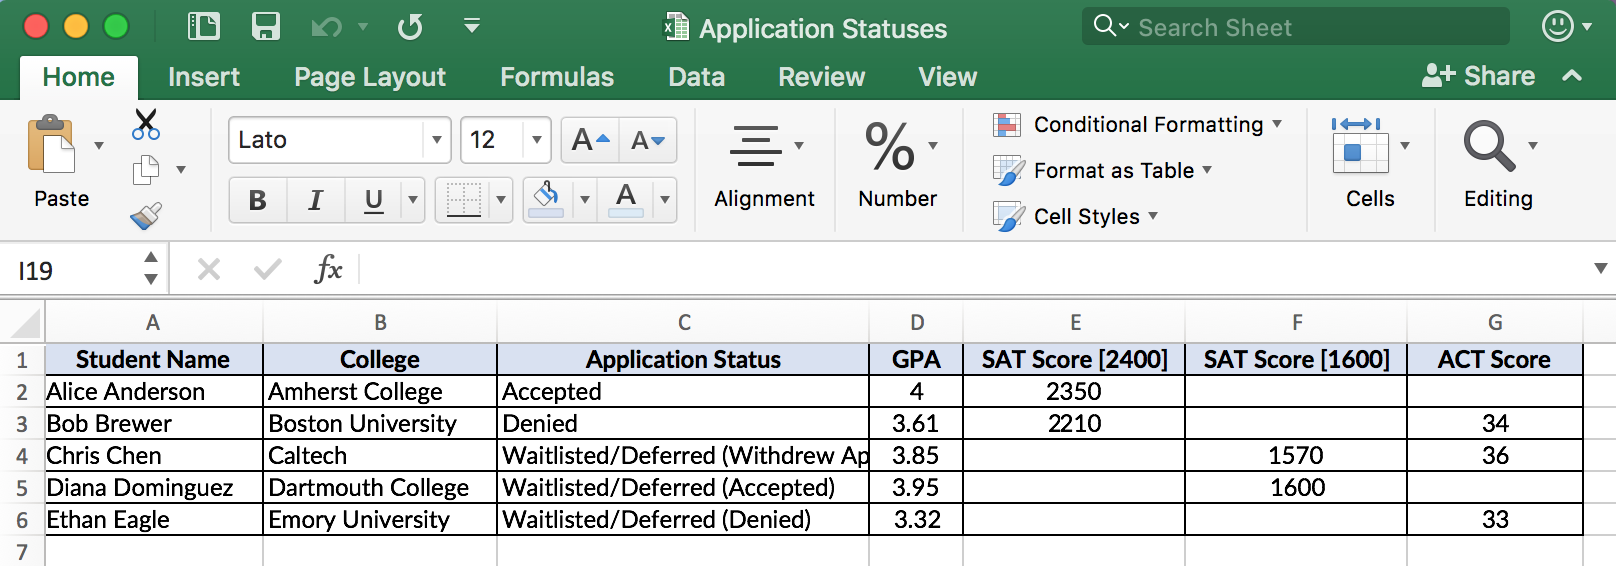 Application Statuses
Search Sheet
Home Insert Page Layout Formulas Data Review View Share
Paste
Lato 12 A A
B I U A
Alignment
%
Number
Conditional Formatting
Format as Table
Cell Styles
Cells
Editing
I19 fx
A B C D E F G
1 Student Name College Application Status GPA SAT Score [2400] SAT Score [1600] ACT Score
2 Alice Anderson Amherst College Accepted 4 2350
3 Bob Brewer Boston University Denied 3.61 2210 34
4 Chris Chen Caltech Waitlisted/Deferred (Withdrew Ap 3.85 1570 36
5 Diana Dominguez Dartmouth College Waitlisted/Deferred (Accepted) 3.95 1600
6 Ethan Eagle Emory University Waitlisted/Deferred (Denied) 3.32 33
7